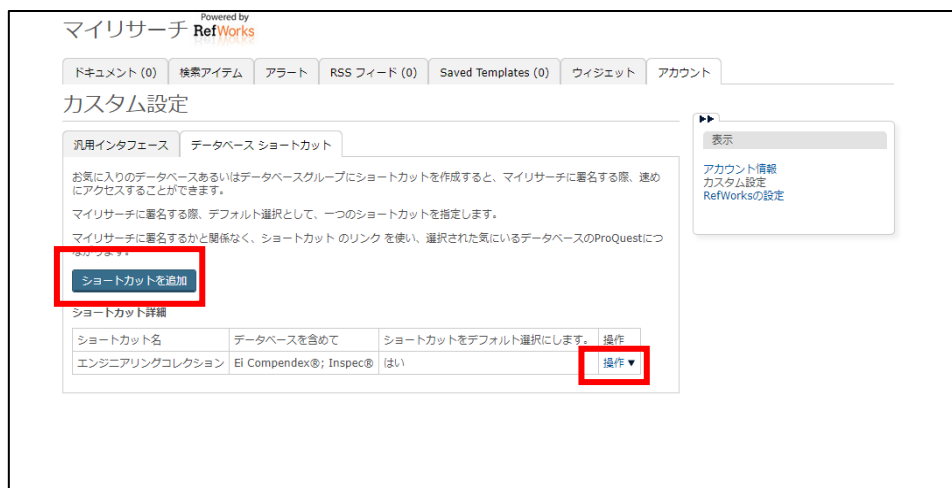 Powered by
マイリサーチ RefWorks
ドキュメント (0) 検索アイテム アラート RSS フィード (0) Saved Templates (0) ウィジェット アカウント
カスタム設定
汎用インタフェース データベース ショートカット
お気に入りのデータベースあるいはデータベースグループにショートカットを作成すると、マイリサーチに署名する際、速め
にアクセスすることができます。
マイリサーチに署名する際、デフォルト選択として、一つのショートカットを指定します。
マイリサーチに署名するかと関係なく、ショートカット のリンク を使い、選択された気にいるデータベースのProQuestにつ
ながります。
ショートカットを追加
ショートカット詳細
ショートカット名 データベースを含めて ショートカットをデフォルト選択にします。 操作
エンジニアリングコレクション Ei Compendex®; Inspec® はい 操作▼
表示
アカウント情報
カスタム設定
RefWorksの設定